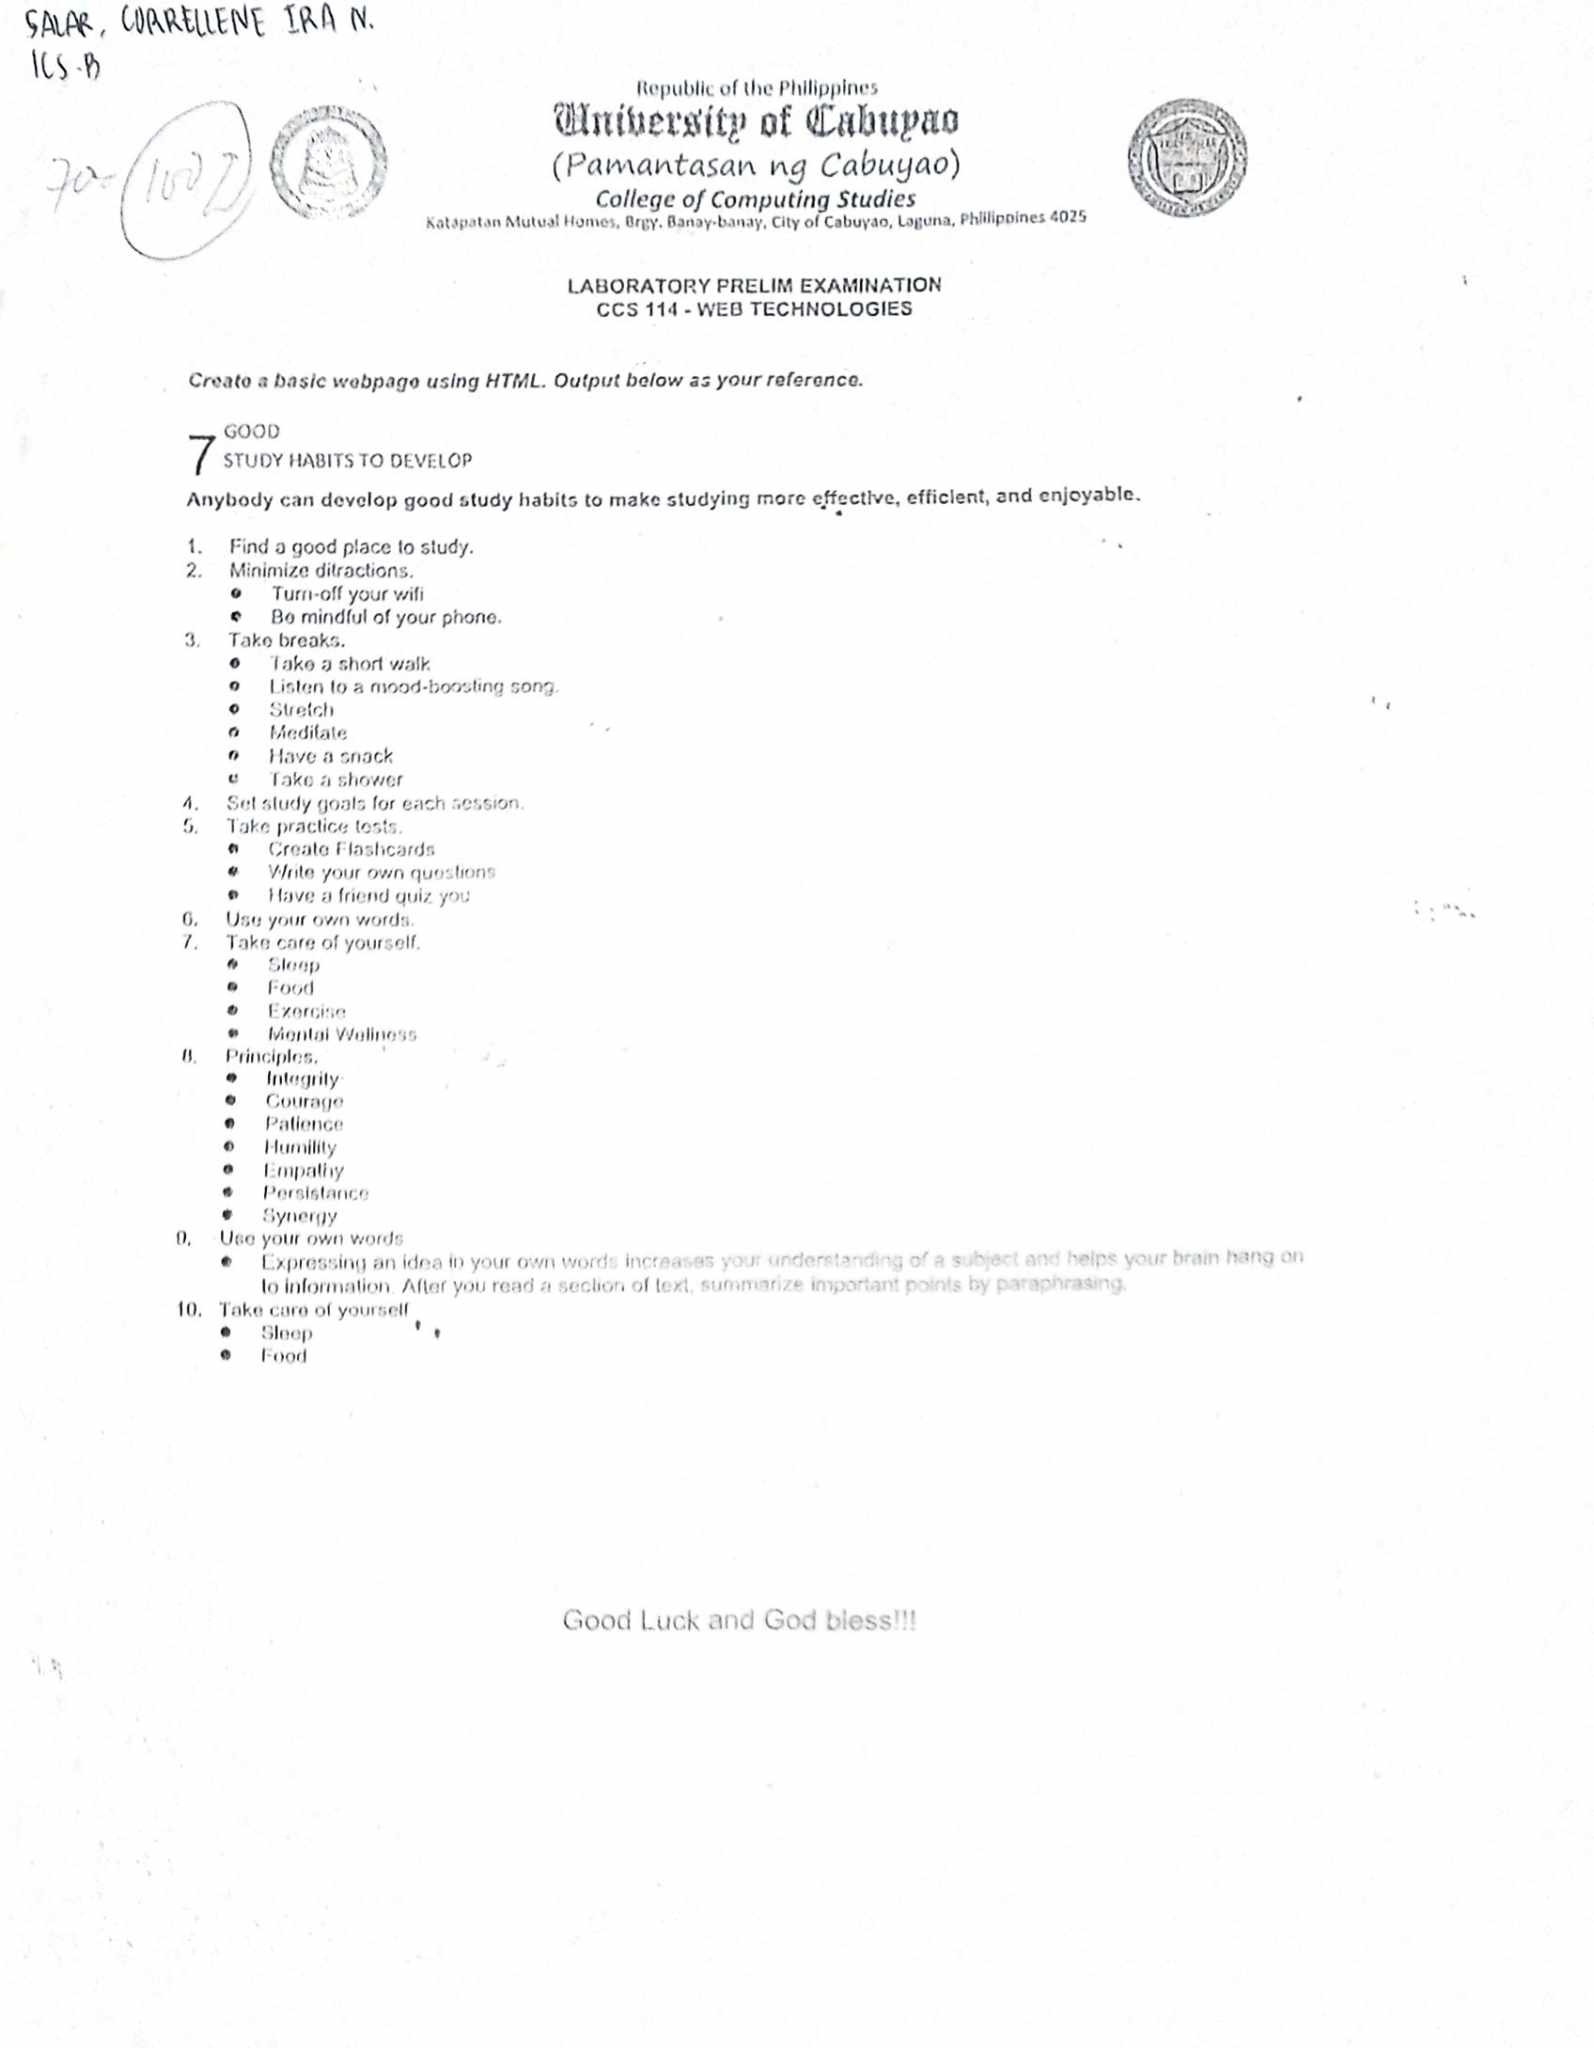 SALAR, CORRELLENE IRA N.
1CS-B
70-
Republic of the Philippines
University of Cabuyao
(Pamantasan ng Cabuyao)
College of Computing Studies
Katapatan Mutual Homes, Brgy. Banay-banay, City of Cabuyao, Laguna, Philippines 4025
LABORATORY PRELIM EXAMINATION
CCS 114 - WEB TECHNOLOGIES
Create a basic webpage using HTML. Output below as your reference.
7 GOOD
STUDY HABITS TO DEVELOP
Anybody can develop good study habits to make studying more effective, efficient, and enjoyable.
1. Find a good place to study.
2. Minimize ditractions.
• Turn-off your wifi
• Be mindful of your phone.
3. Take breaks.
• Take a short walk
• Listen to a mood-boosting song.
• Stretch
• Meditate
• Have a snack
• Take a shower
4. Set study goals for each session.
5. Take practice tests.
• Create Flashcards
• Write your own questions
• Have a friend quiz you
6. Use your own words.
7. Take care of yourself.
• Sleep
• Food
• Exercise
• Mental Wellness
8. Principles.
• Integrity
• Courage
• Patience
• Humility
• Empathy
• Persistance
• Synergy
9. Use your own words
• Expressing an idea in your own words increases your understanding of a subject and helps your brain hang on
to information. After you read a section of text, summarize important points by paraphrasing.
10. Take care of yourself
• Sleep
• Food
Good Luck and God bless!!!